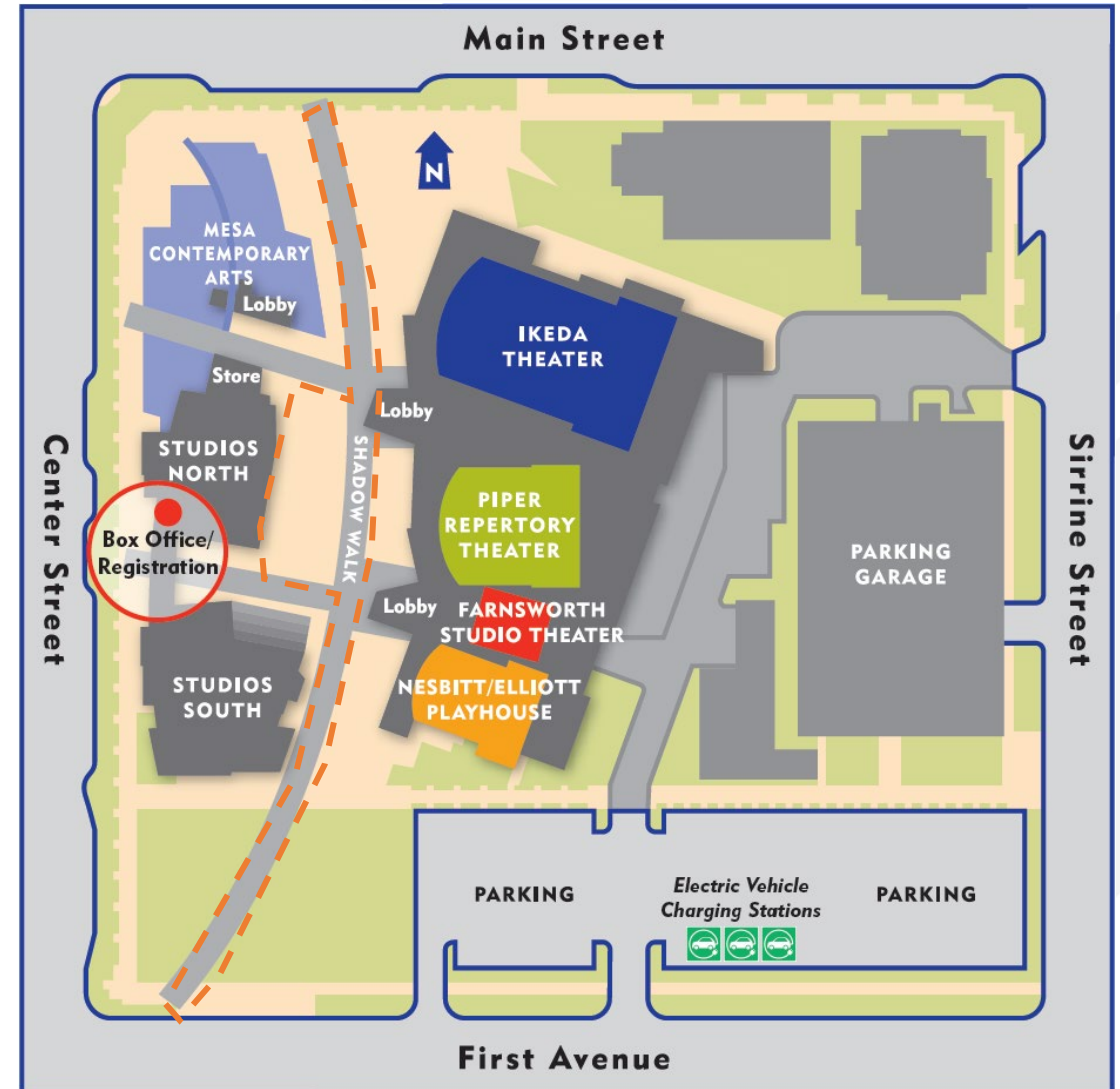 Main Street
N
MESA
CONTEMPORARY
ARTS
Lobby
IKEDA
THEATER
Store
Lobby
STUDIOS
NORTH
SHADOW WALK
Center Street
Sirrine Street
PIPER
REPERTORY
THEATER
Box Office/
Registration
PARKING
GARAGE
Lobby
FARNSWORTH
STUDIO THEATER
STUDIOS
SOUTH
NESBITT/ELLIOTT
PLAYHOUSE
PARKING
Electric Vehicle
Charging Stations
PARKING
First Avenue